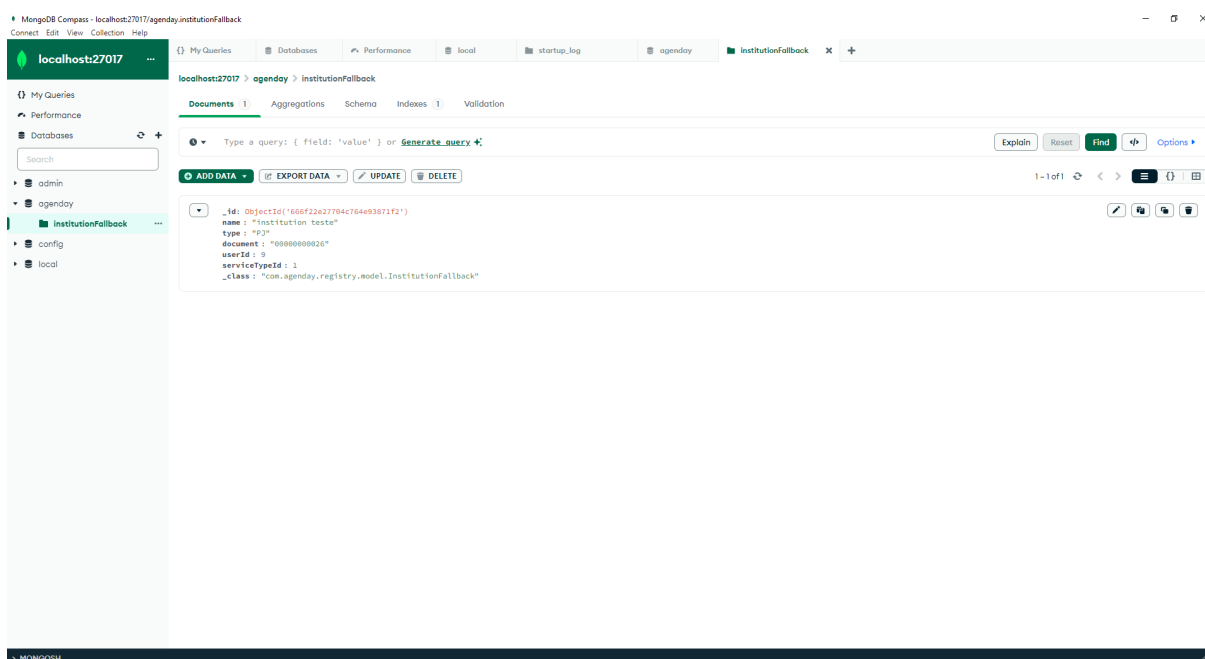 MongoDB Compass - localhost:27017/agenday.institutionFallback
Connect Edit View Collection Help
localhost:27017 ...
{} My Queries
Performance
Databases
Search
admin
agenday
institutionFallback ...
config
local
{} My Queries Databases Performance local startup_log agenday institutionFallback
localhost:27017 > agenday > institutionFallback
Documents 1 Aggregations Schema Indexes 1 Validation
Type a query: { field: 'value' } or Generate query
Explain Reset Find </> Options
ADD DATA EXPORT DATA UPDATE DELETE
1-1 of 1
_id: ObjectId('666f22e27704c764e93871f2')
name : "institution teste"
type : "PJ"
document : "00000000026"
userId : 9
serviceTypeId : 1
_class : "com.agenday.registry.model.InstitutionFallback"
>_MONGOSH